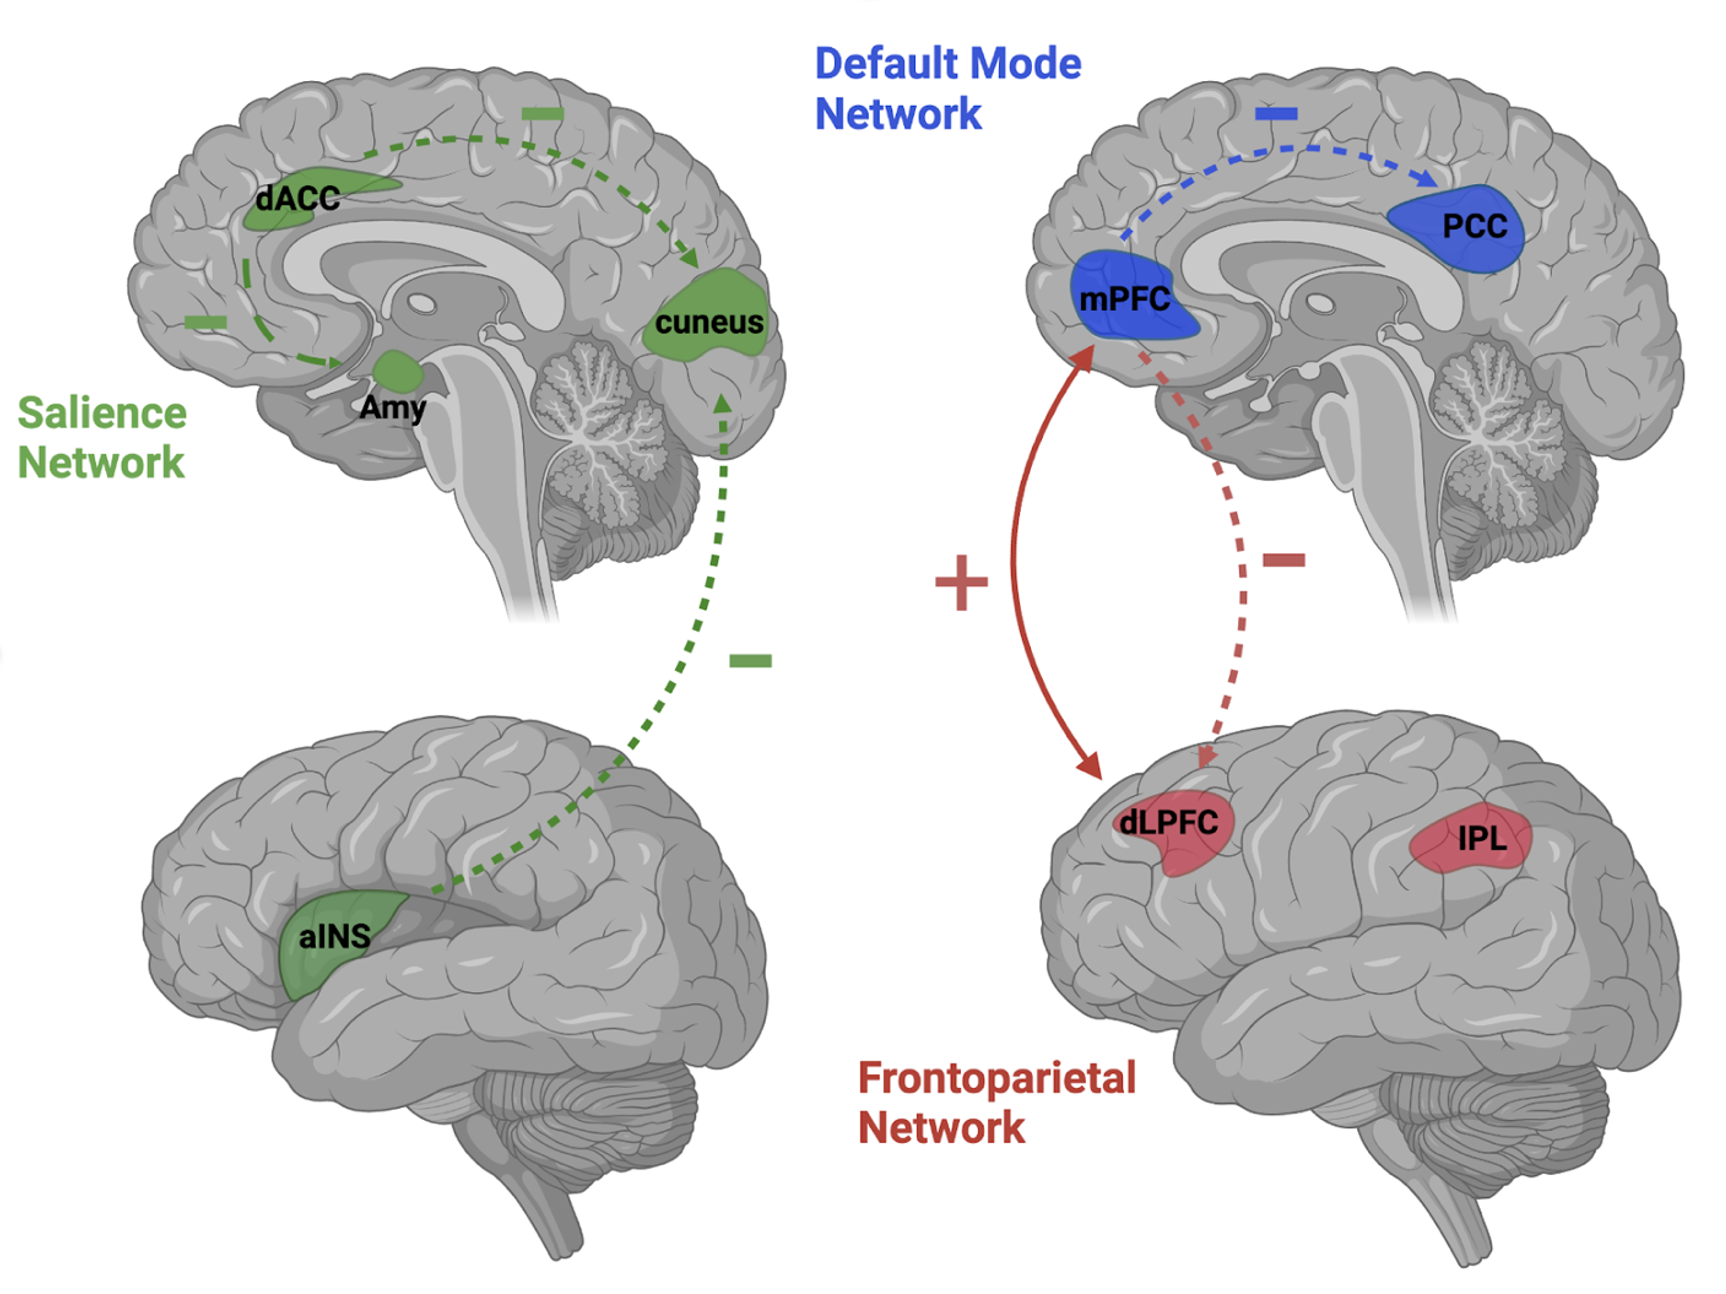 Default Mode
Network
−
−
dACC
PCC
mPFC
cuneus
−
Amy
Salience
Network
+
−
−
dLPFC
IPL
aINS
Frontoparietal
Network